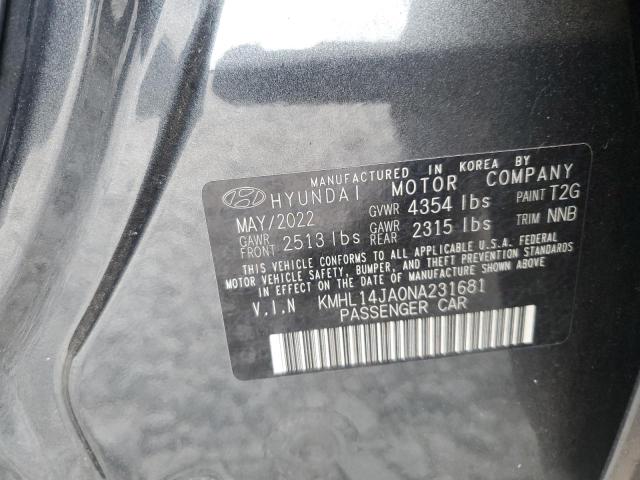 MANUFACTURED IN KOREA BY
HYUNDAI MOTOR COMPANY
MAY/2022 GVWR 4354 lbs PAINT T2G
GAWR FRONT 2513 lbs GAWR REAR 2315 lbs TRIM NNB
THIS VEHICLE CONFORMS TO ALL APPLICABLE U.S.A. FEDERAL
MOTOR VEHICLE SAFETY, BUMPER, AND THEFT PREVENTION STANDARDS
IN EFFECT ON THE DATE OF MANUFACTURE SHOWN ABOVE.
V.I.N KMHL14JA0NA231681
PASSENGER CAR